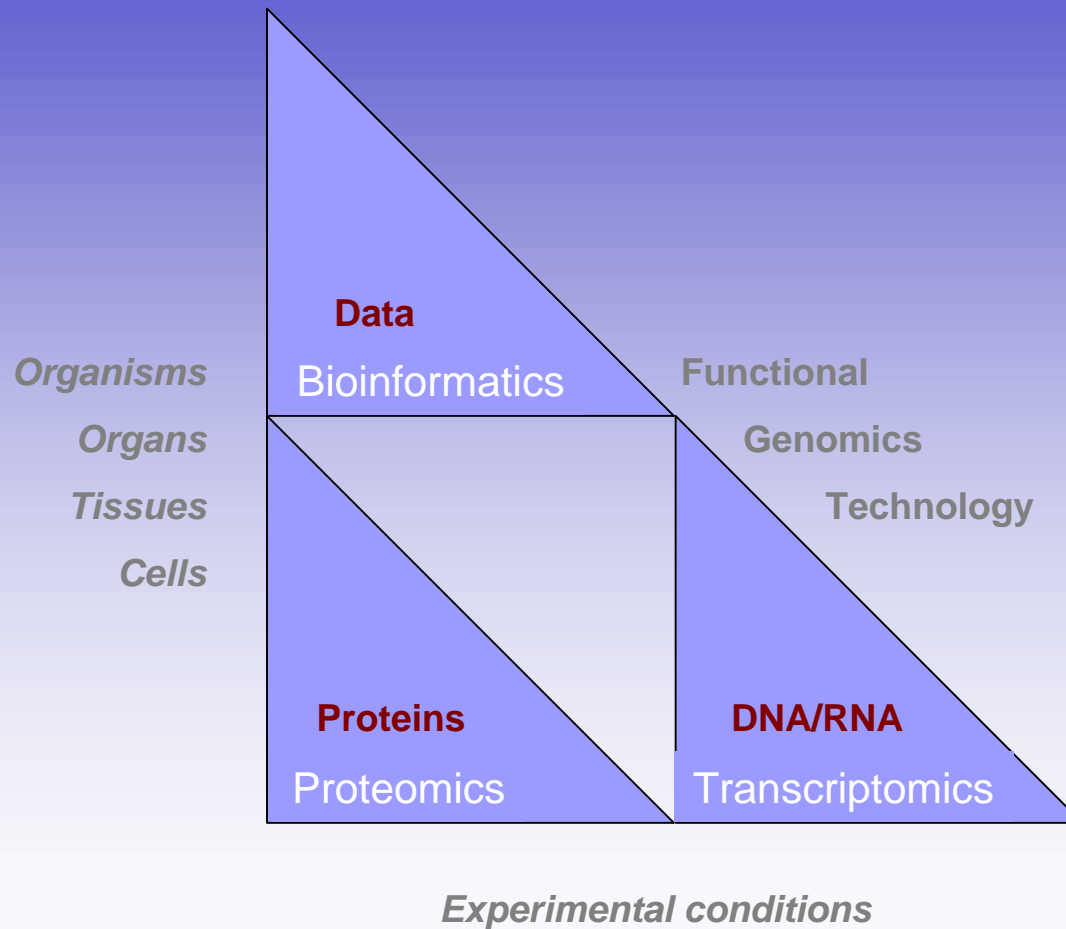 Data
Bioinformatics
Organisms
Organs
Tissues
Cells
Functional
Genomics
Technology
Proteins
Proteomics
DNA/RNA
Transcriptomics
Experimental conditions